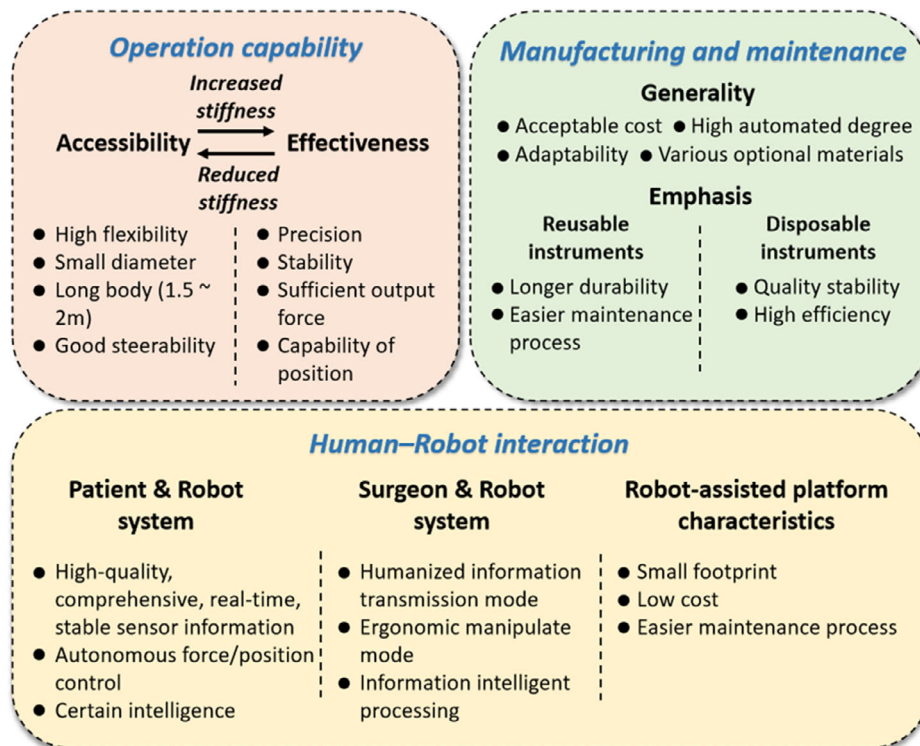 Operation capability
Increased
stiffness
Accessibility
Effectiveness
Reduced
stiffness
● High flexibility
● Small diameter
● Long body (1.5 ~
2m)
● Good steerability
● Precision
● Stability
● Sufficient output
force
● Capability of
position
Manufacturing and maintenance
Generality
● Acceptable cost ● High automated degree
● Adaptability ● Various optional materials
Emphasis
Reusable
instruments
● Longer durability
● Easier maintenance
process
Disposable
instruments
● Quality stability
● High efficiency
Human–Robot interaction
Patient & Robot
system
● High-quality,
comprehensive, real-time,
stable sensor information
● Autonomous force/position
control
● Certain intelligence
Surgeon & Robot
system
● Humanized information
transmission mode
● Ergonomic manipulate
mode
● Information intelligent
processing
Robot-assisted platform
characteristics
● Small footprint
● Low cost
● Easier maintenance process